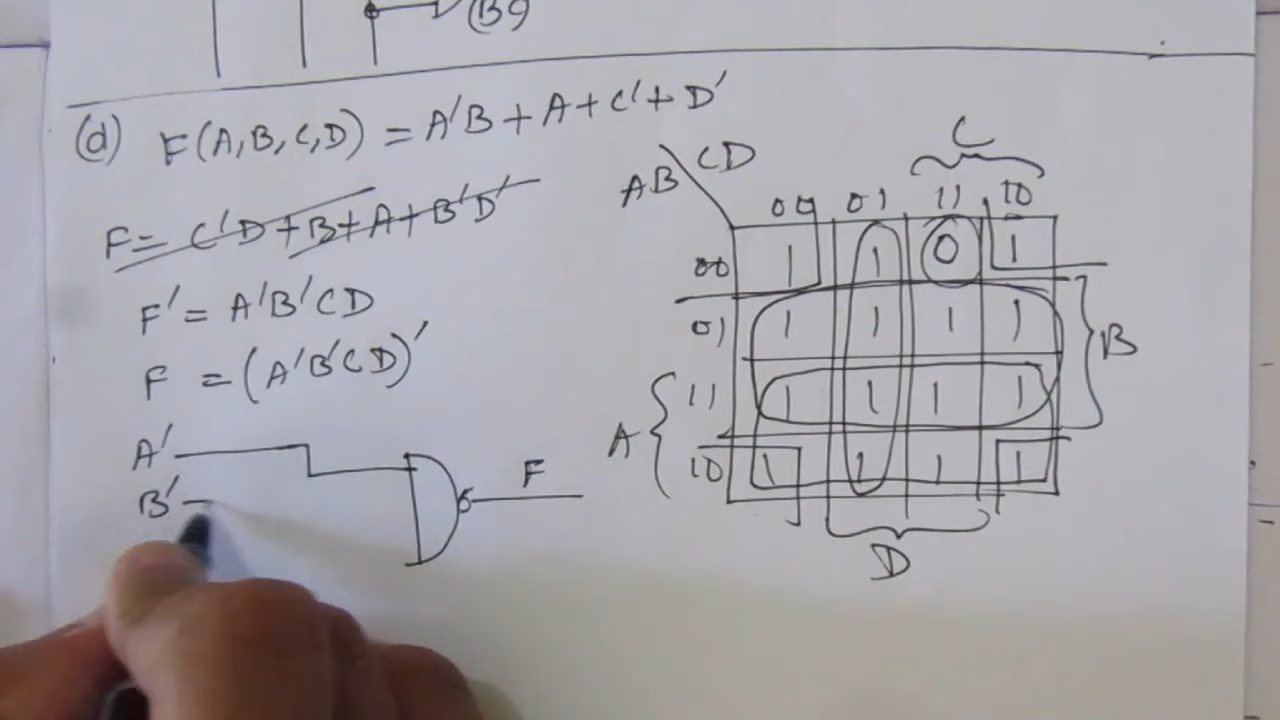 (B9
(d) F(A,B,C,D) = A'B + A + C' + D'
F = C'D + B + A + B'D'
F' = A'B'CD
F = (A'B'CD)'
A'
B'
F
C
AB CD
00 01 11 10
00 1 1 0 1
01 1 1 1 1
B
A
11 1 1 1 1
10 1 1 1 1
D